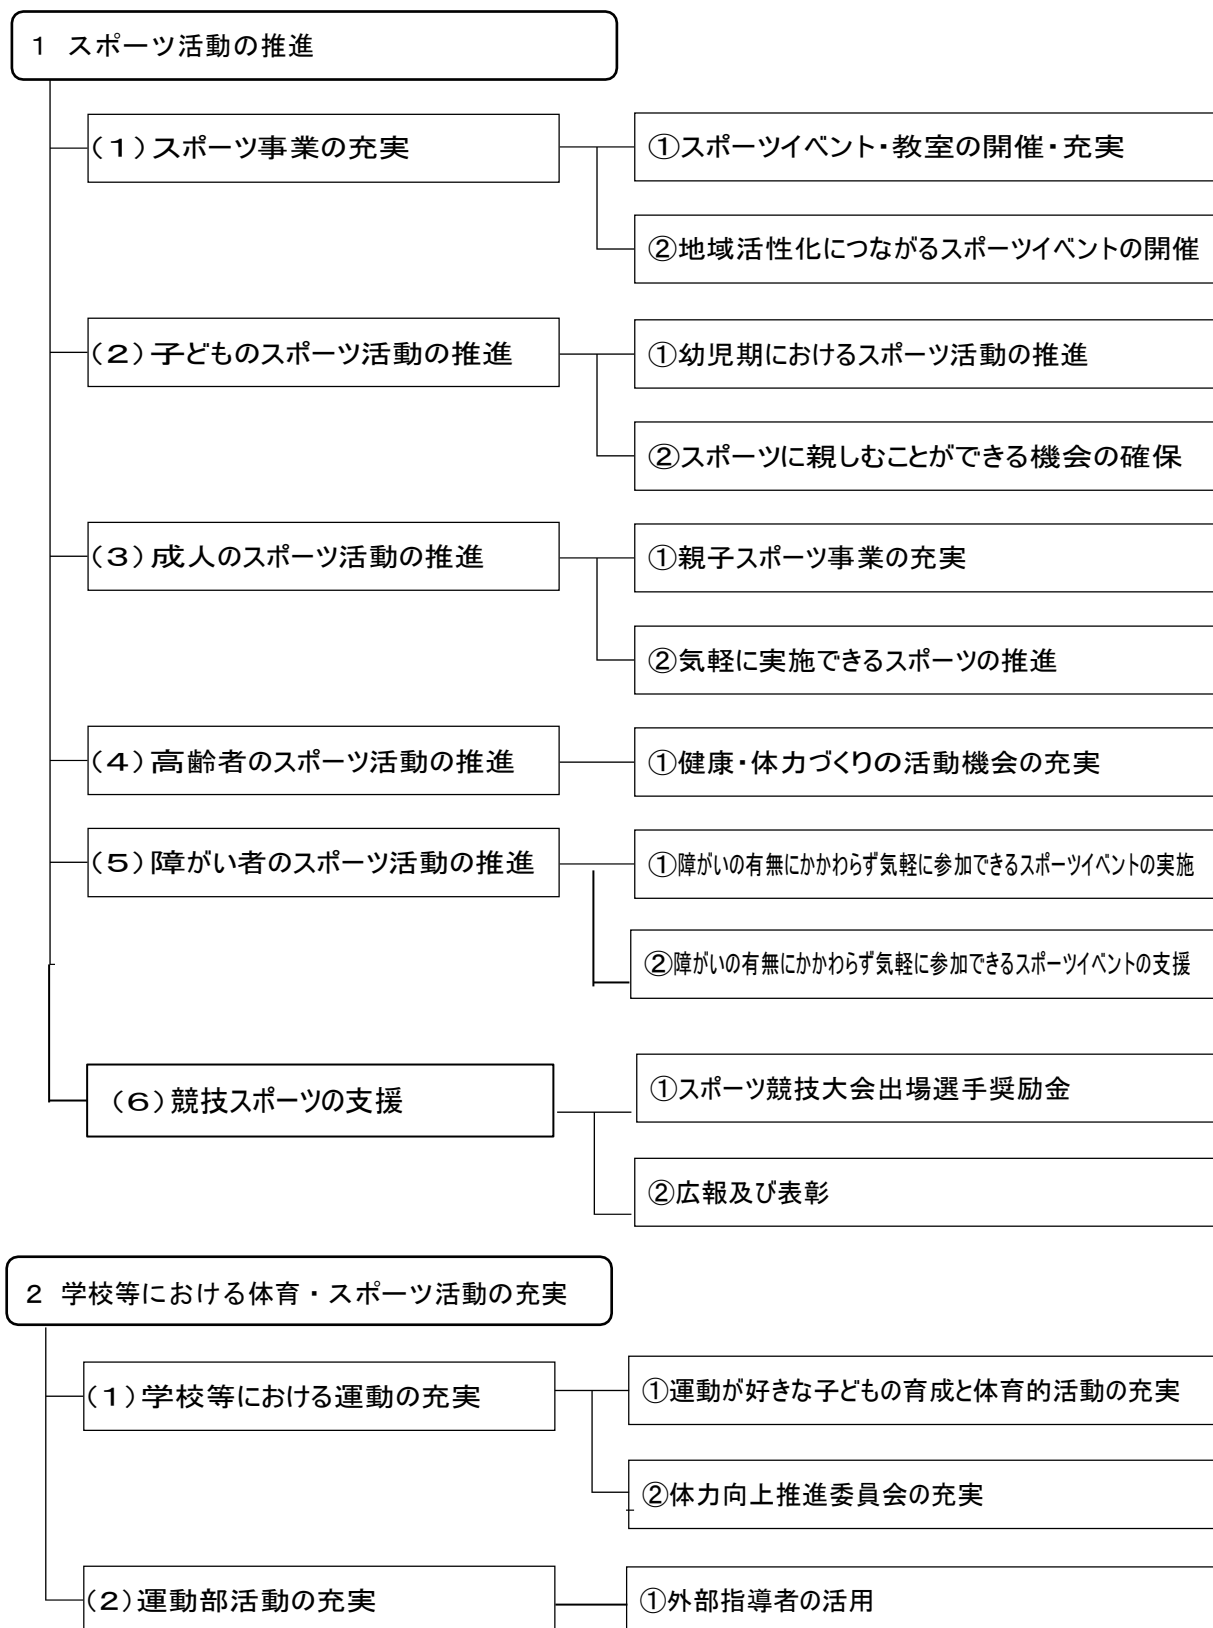 1 スポーツ活動の推進
(1)スポーツ事業の充実
①スポーツイベント・教室の開催・充実
②地域活性化につながるスポーツイベントの開催
(2)子どものスポーツ活動の推進
①幼児期におけるスポーツ活動の推進
②スポーツに親しむことができる機会の確保
(3)成人のスポーツ活動の推進
①親子スポーツ事業の充実
②気軽に実施できるスポーツの推進
(4)高齢者のスポーツ活動の推進
①健康・体力づくりの活動機会の充実
(5)障がい者のスポーツ活動の推進
①障がいの有無にかかわらず気軽に参加できるスポーツイベントの実施
②障がいの有無にかかわらず気軽に参加できるスポーツイベントの支援
(6)競技スポーツの支援
①スポーツ競技大会出場選手奨励金
②広報及び表彰
2 学校等における体育・スポーツ活動の充実
(1)学校等における運動の充実
①運動が好きな子どもの育成と体育的活動の充実
②体力向上推進委員会の充実
(2)運動部活動の充実
①外部指導者の活用